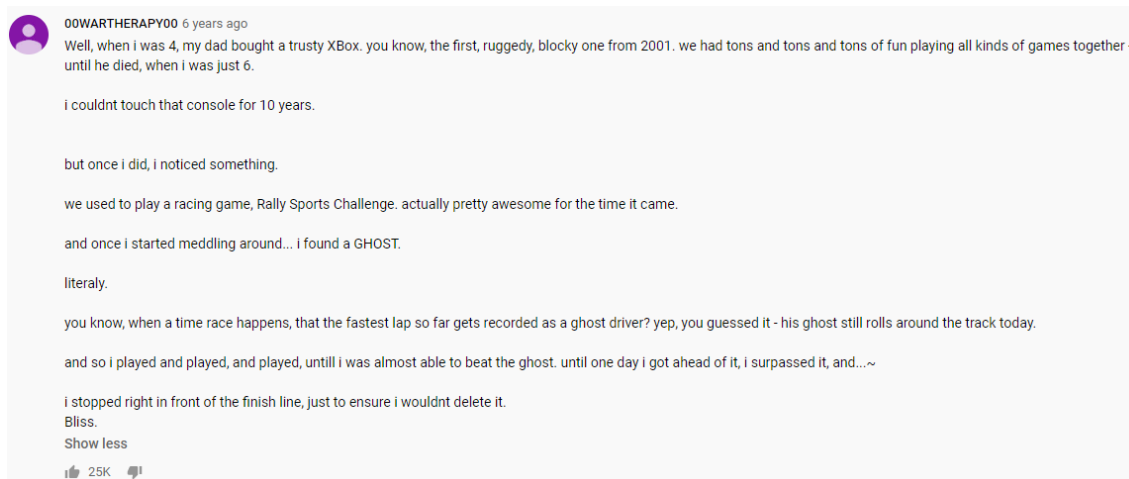 00WARTHERAPY00 6 years ago
Well, when i was 4, my dad bought a trusty XBox. you know, the first, ruggedy, blocky one from 2001. we had tons and tons and tons of fun playing all kinds of games together -
until he died, when i was just 6.
i couldnt touch that console for 10 years.
but once i did, i noticed something.
we used to play a racing game, Rally Sports Challenge. actually pretty awesome for the time it came.
and once i started meddling around... i found a GHOST.
literaly.
you know, when a time race happens, that the fastest lap so far gets recorded as a ghost driver? yep, you guessed it - his ghost still rolls around the track today.
and so i played and played, and played, untill i was almost able to beat the ghost. until one day i got ahead of it, i surpassed it, and...~
i stopped right in front of the finish line, just to ensure i wouldnt delete it.
Bliss.
Show less
25K